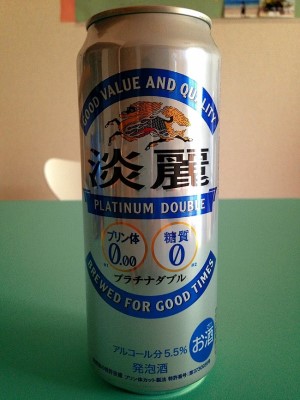 GOOD VALUE AND QUALITY
淡麗
PLATINUM DOUBLE
プリン体
0.00
糖質
0
プラチナダブル
BREWED FOR GOOD TIMES
アルコール分5.5%
お酒
発泡酒